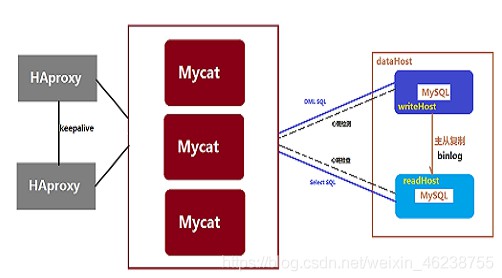 HAproxy
keepalive
HAproxy
Mycat
Mycat
Mycat
DML SQL
心跳检测
心跳检查
Select SQL
dataHost
MySQL
writeHost
主从复制
binlog
readHost
MySQL
https://blog.csdn.net/weixin_46238755